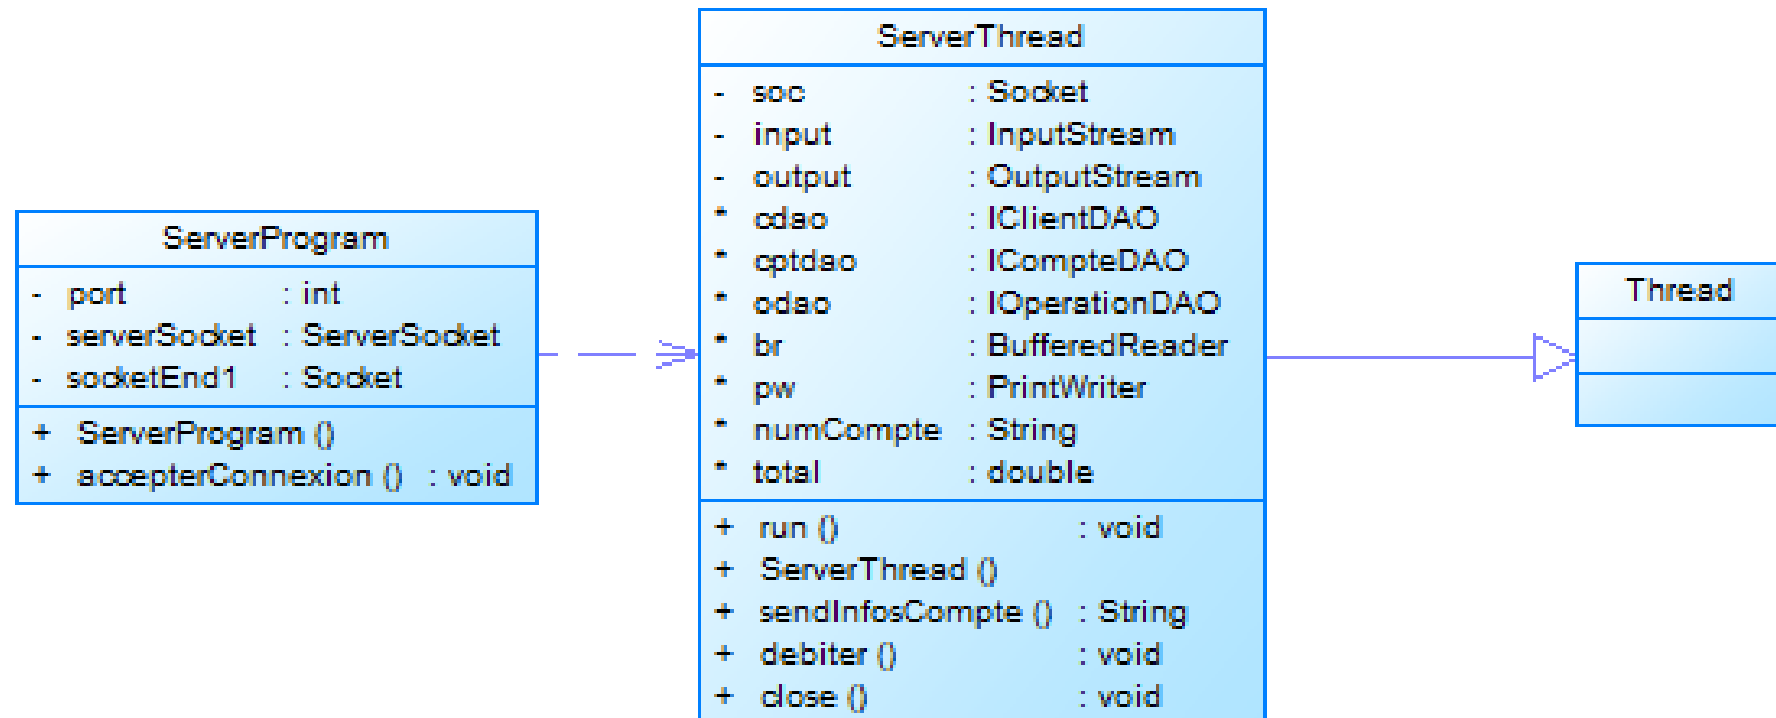 ServerProgram
- port : int
- serverSocket : ServerSocket
- socketEnd1 : Socket
+ ServerProgram ()
+ accepterConnexion () : void
ServerThread
- soc : Socket
- input : InputStream
- output : OutputStream
* cdao : IClientDAO
* cptdao : ICompteDAO
* odao : IOperationDAO
* br : BufferedReader
* pw : PrintWriter
* numCompte : String
* total : double
+ run () : void
+ ServerThread ()
+ sendInfosCompte () : String
+ debiter () : void
+ close () : void
Thread